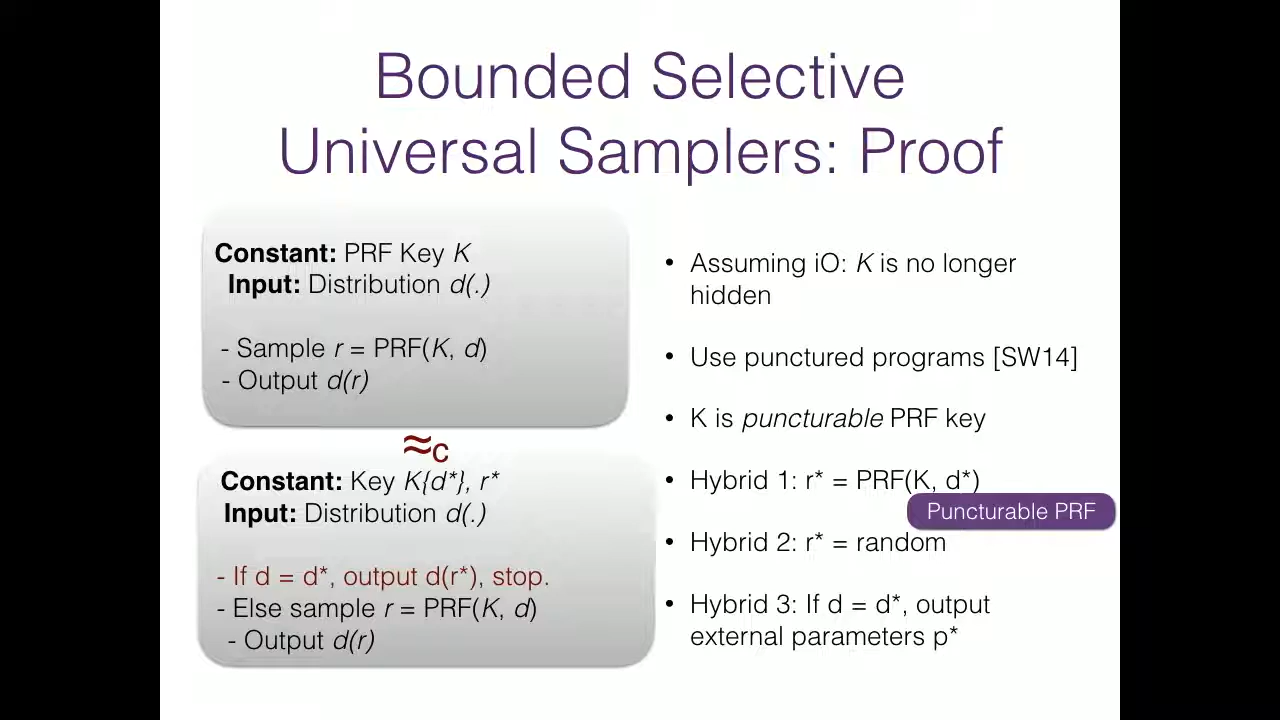 Bounded Selective
Universal Samplers: Proof
Constant: PRF Key K
Input: Distribution d(.)
- Sample r = PRF(K, d)
- Output d(r)
≈c
Constant: Key K{d*}, r*
Input: Distribution d(.)
- If d = d*, output d(r*), stop.
- Else sample r = PRF(K, d)
- Output d(r)
• Assuming iO: K is no longer
hidden
• Use punctured programs [SW14]
• K is puncturable PRF key
• Hybrid 1: r* = PRF(K, d*)
Puncturable PRF
• Hybrid 2: r* = random
• Hybrid 3: If d = d*, output
external parameters p*